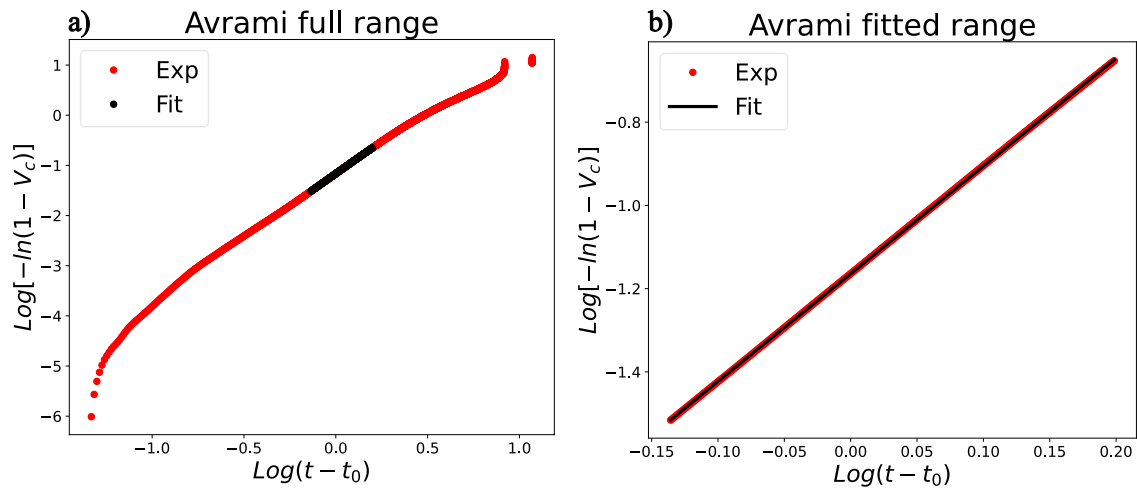 a)
Avrami full range
Exp
Fit
1
0
−1
−2
−3
−4
−5
−6
Log[−ln(1 − V_c)]
−1.0
−0.5
0.0
0.5
1.0
Log(t − t_0)
b)
Avrami fitted range
Exp
Fit
−0.8
−1.0
−1.2
−1.4
Log[−ln(1 − V_c)]
−0.15
−0.10
−0.05
0.00
0.05
0.10
0.15
0.20
Log(t − t_0)